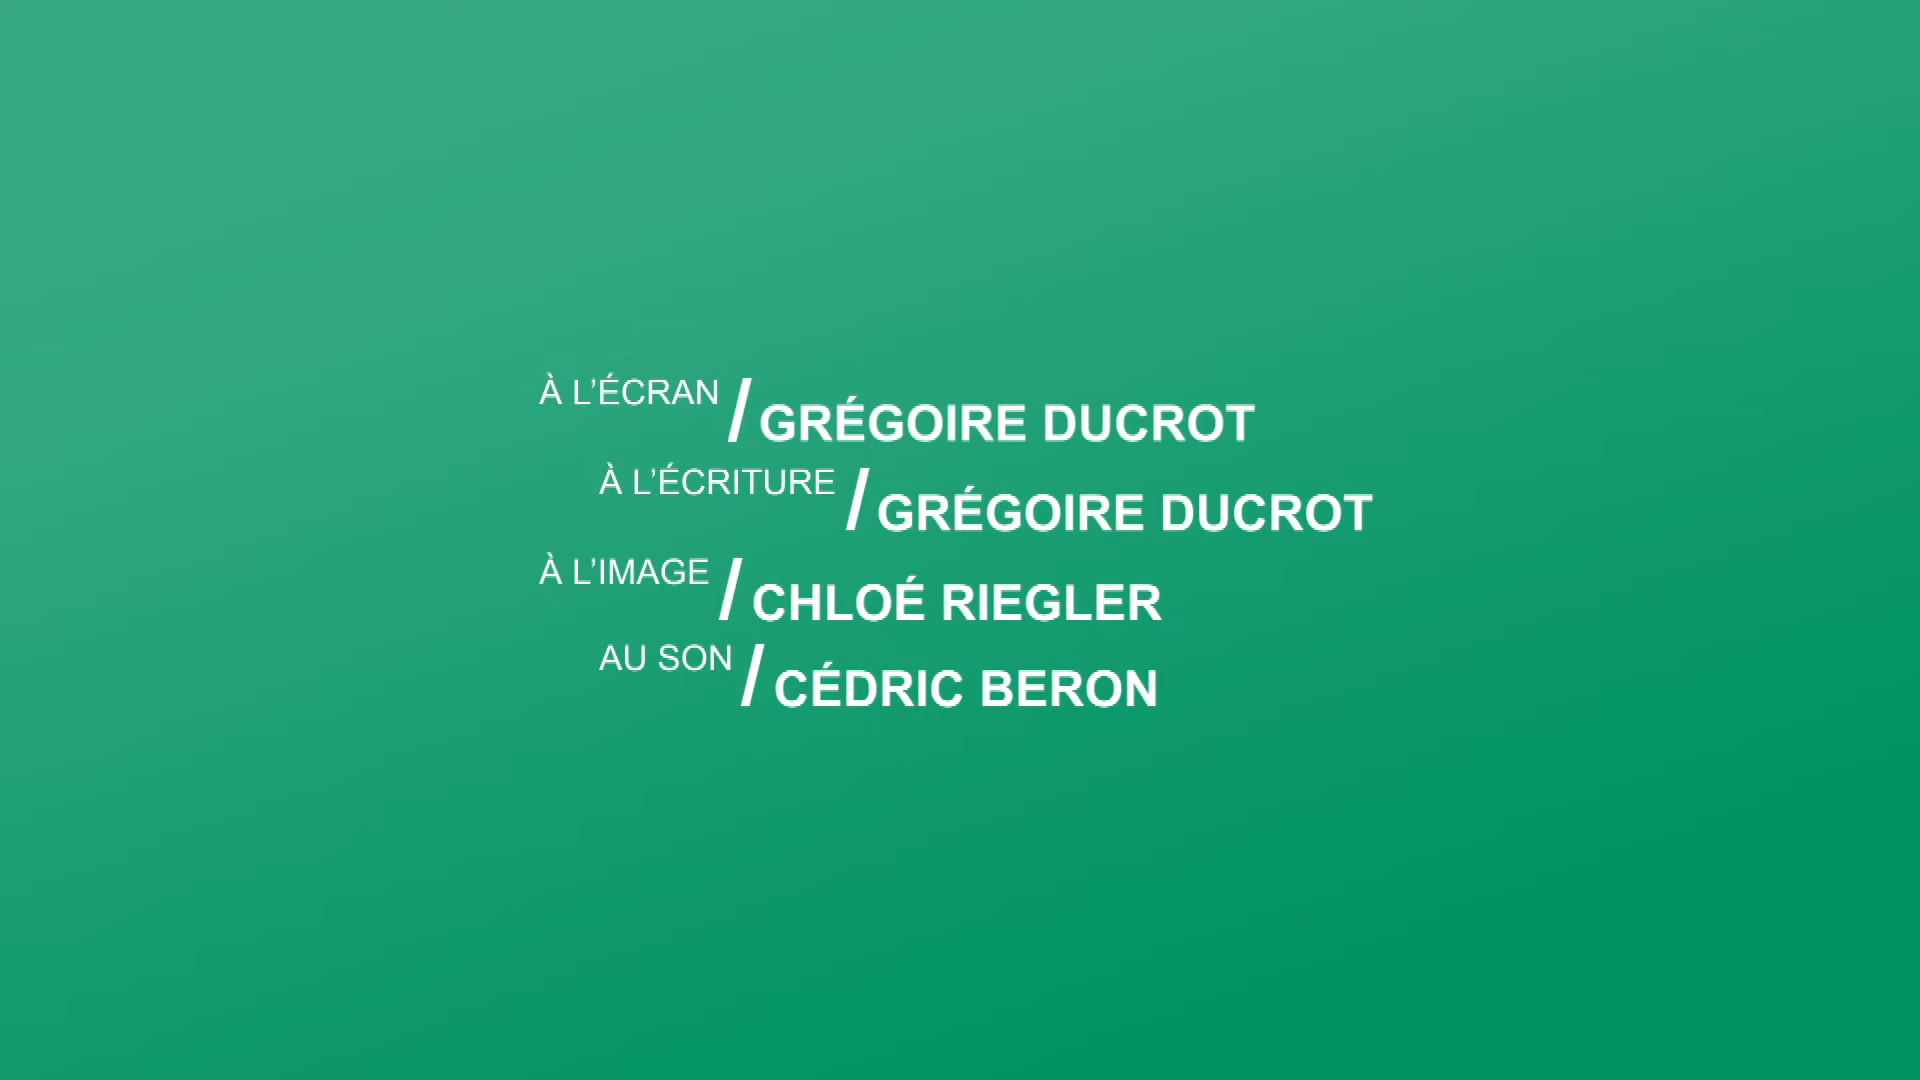 À L’ÉCRAN / GRÉGOIRE DUCROT
À L’ÉCRITURE / GRÉGOIRE DUCROT
À L’IMAGE / CHLOÉ RIEGLER
AU SON / CÉDRIC BERON